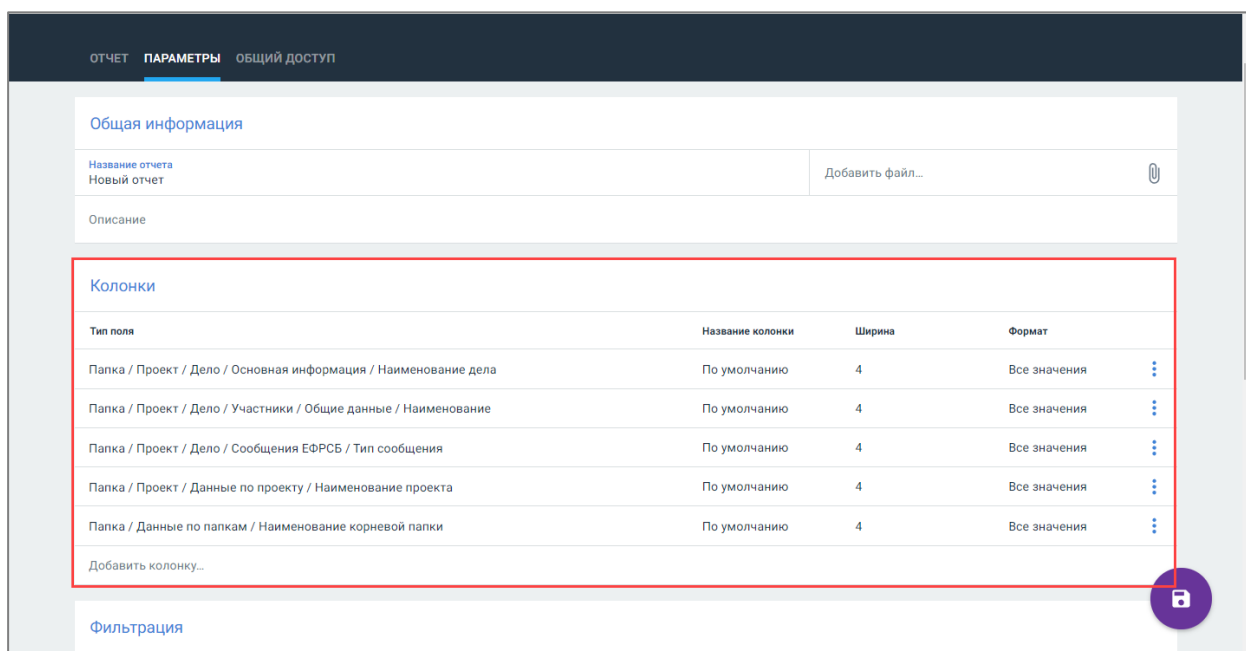 ОТЧЕТ ПАРАМЕТРЫ ОБЩИЙ ДОСТУП
Общая информация
Название отчета
Новый отчет
Добавить файл...
Описание
Колонки
Тип поля Название колонки Ширина Формат
Папка / Проект / Дело / Основная информация / Наименование дела По умолчанию 4 Все значения
Папка / Проект / Дело / Участники / Общие данные / Наименование По умолчанию 4 Все значения
Папка / Проект / Дело / Сообщения ЕФРСБ / Тип сообщения По умолчанию 4 Все значения
Папка / Проект / Данные по проекту / Наименование проекта По умолчанию 4 Все значения
Папка / Данные по папкам / Наименование корневой папки По умолчанию 4 Все значения
Добавить колонку...
Фильтрация